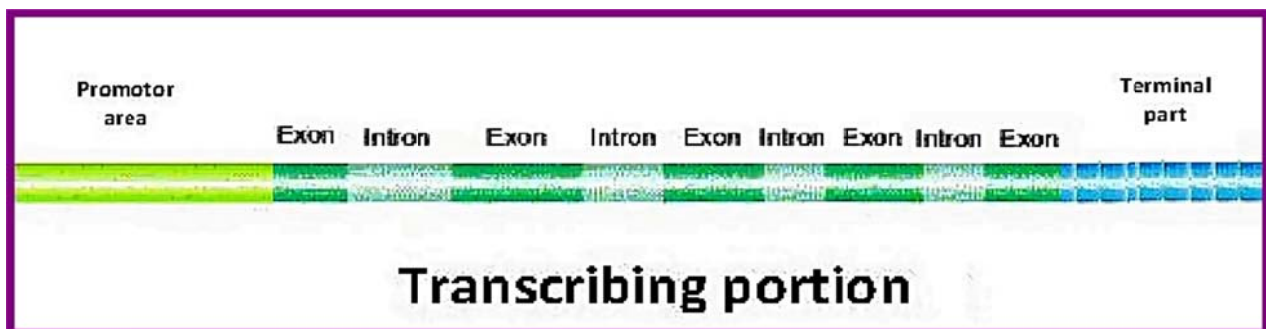 Promotor
area
Terminal
part
Exon Intron Exon Intron Exon Intron Exon Intron Exon
Transcribing portion